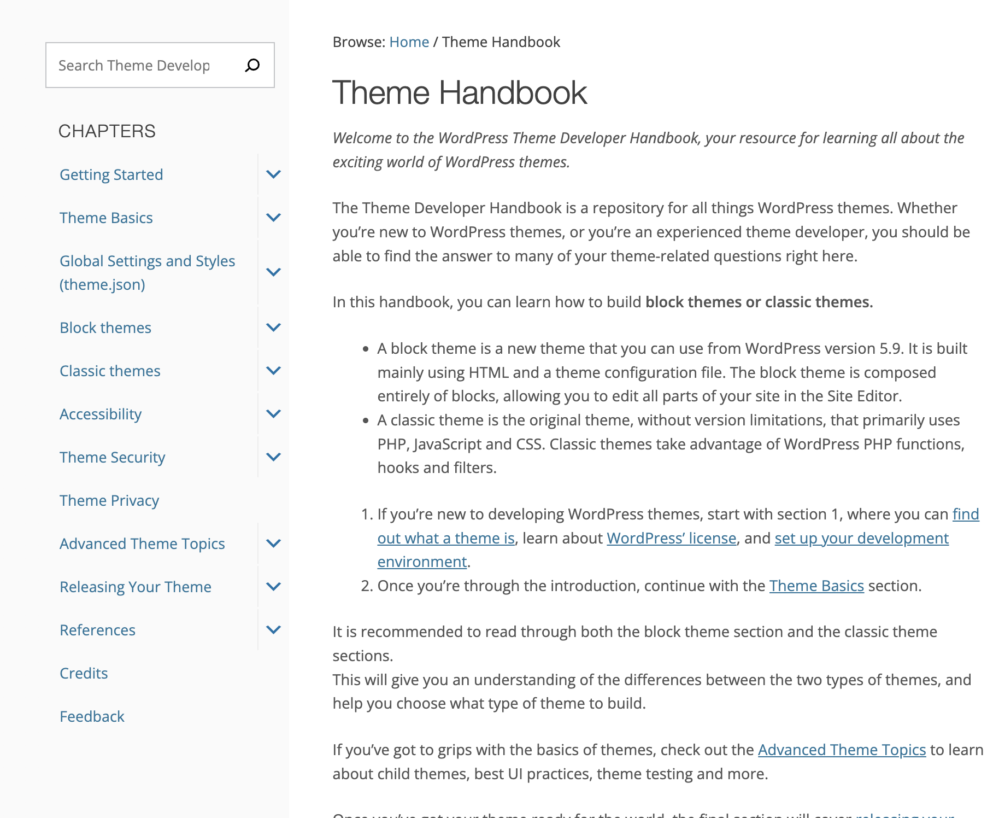 Search Theme Develop
CHAPTERS
Getting Started
Theme Basics
Global Settings and Styles
(theme.json)
Block themes
Classic themes
Accessibility
Theme Security
Theme Privacy
Advanced Theme Topics
Releasing Your Theme
References
Credits
Feedback
Browse: Home / Theme Handbook
Theme Handbook
Welcome to the WordPress Theme Developer Handbook, your resource for learning all about the
exciting world of WordPress themes.
The Theme Developer Handbook is a repository for all things WordPress themes. Whether
you’re new to WordPress themes, or you’re an experienced theme developer, you should be
able to find the answer to many of your theme-related questions right here.
In this handbook, you can learn how to build block themes or classic themes.
• A block theme is a new theme that you can use from WordPress version 5.9. It is built
mainly using HTML and a theme configuration file. The block theme is composed
entirely of blocks, allowing you to edit all parts of your site in the Site Editor.
• A classic theme is the original theme, without version limitations, that primarily uses
PHP, JavaScript and CSS. Classic themes take advantage of WordPress PHP functions,
hooks and filters.
1. If you’re new to developing WordPress themes, start with section 1, where you can find
out what a theme is, learn about WordPress’ license, and set up your development
environment.
2. Once you’re through the introduction, continue with the Theme Basics section.
It is recommended to read through both the block theme section and the classic theme
sections.
This will give you an understanding of the differences between the two types of themes, and
help you choose what type of theme to build.
If you’ve got to grips with the basics of themes, check out the Advanced Theme Topics to learn
about child themes, best UI practices, theme testing and more.
Once you’ve got your theme ready for the world, the final section will cover releasing your